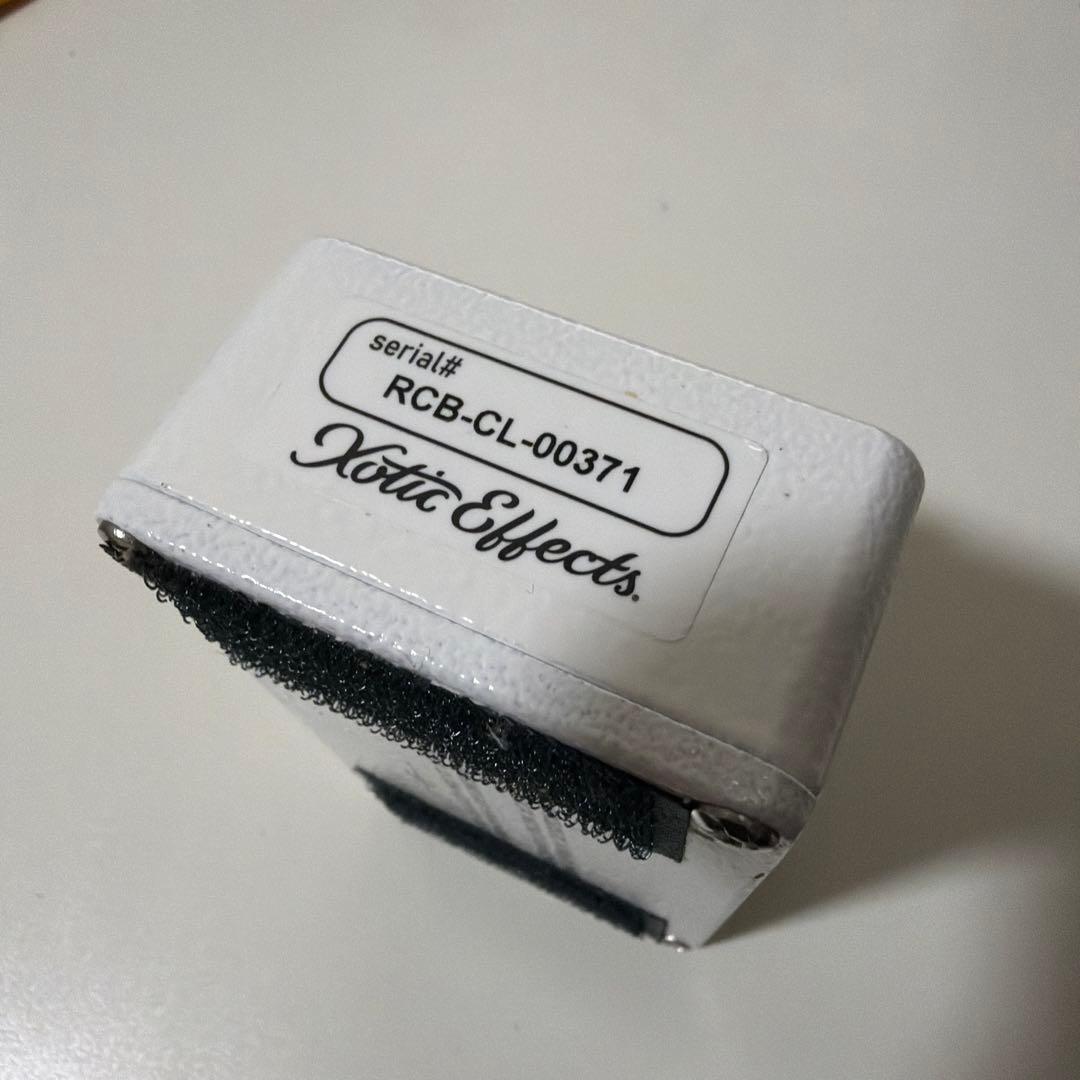 serial#
RCB-CL-00371
Xotic Effects.